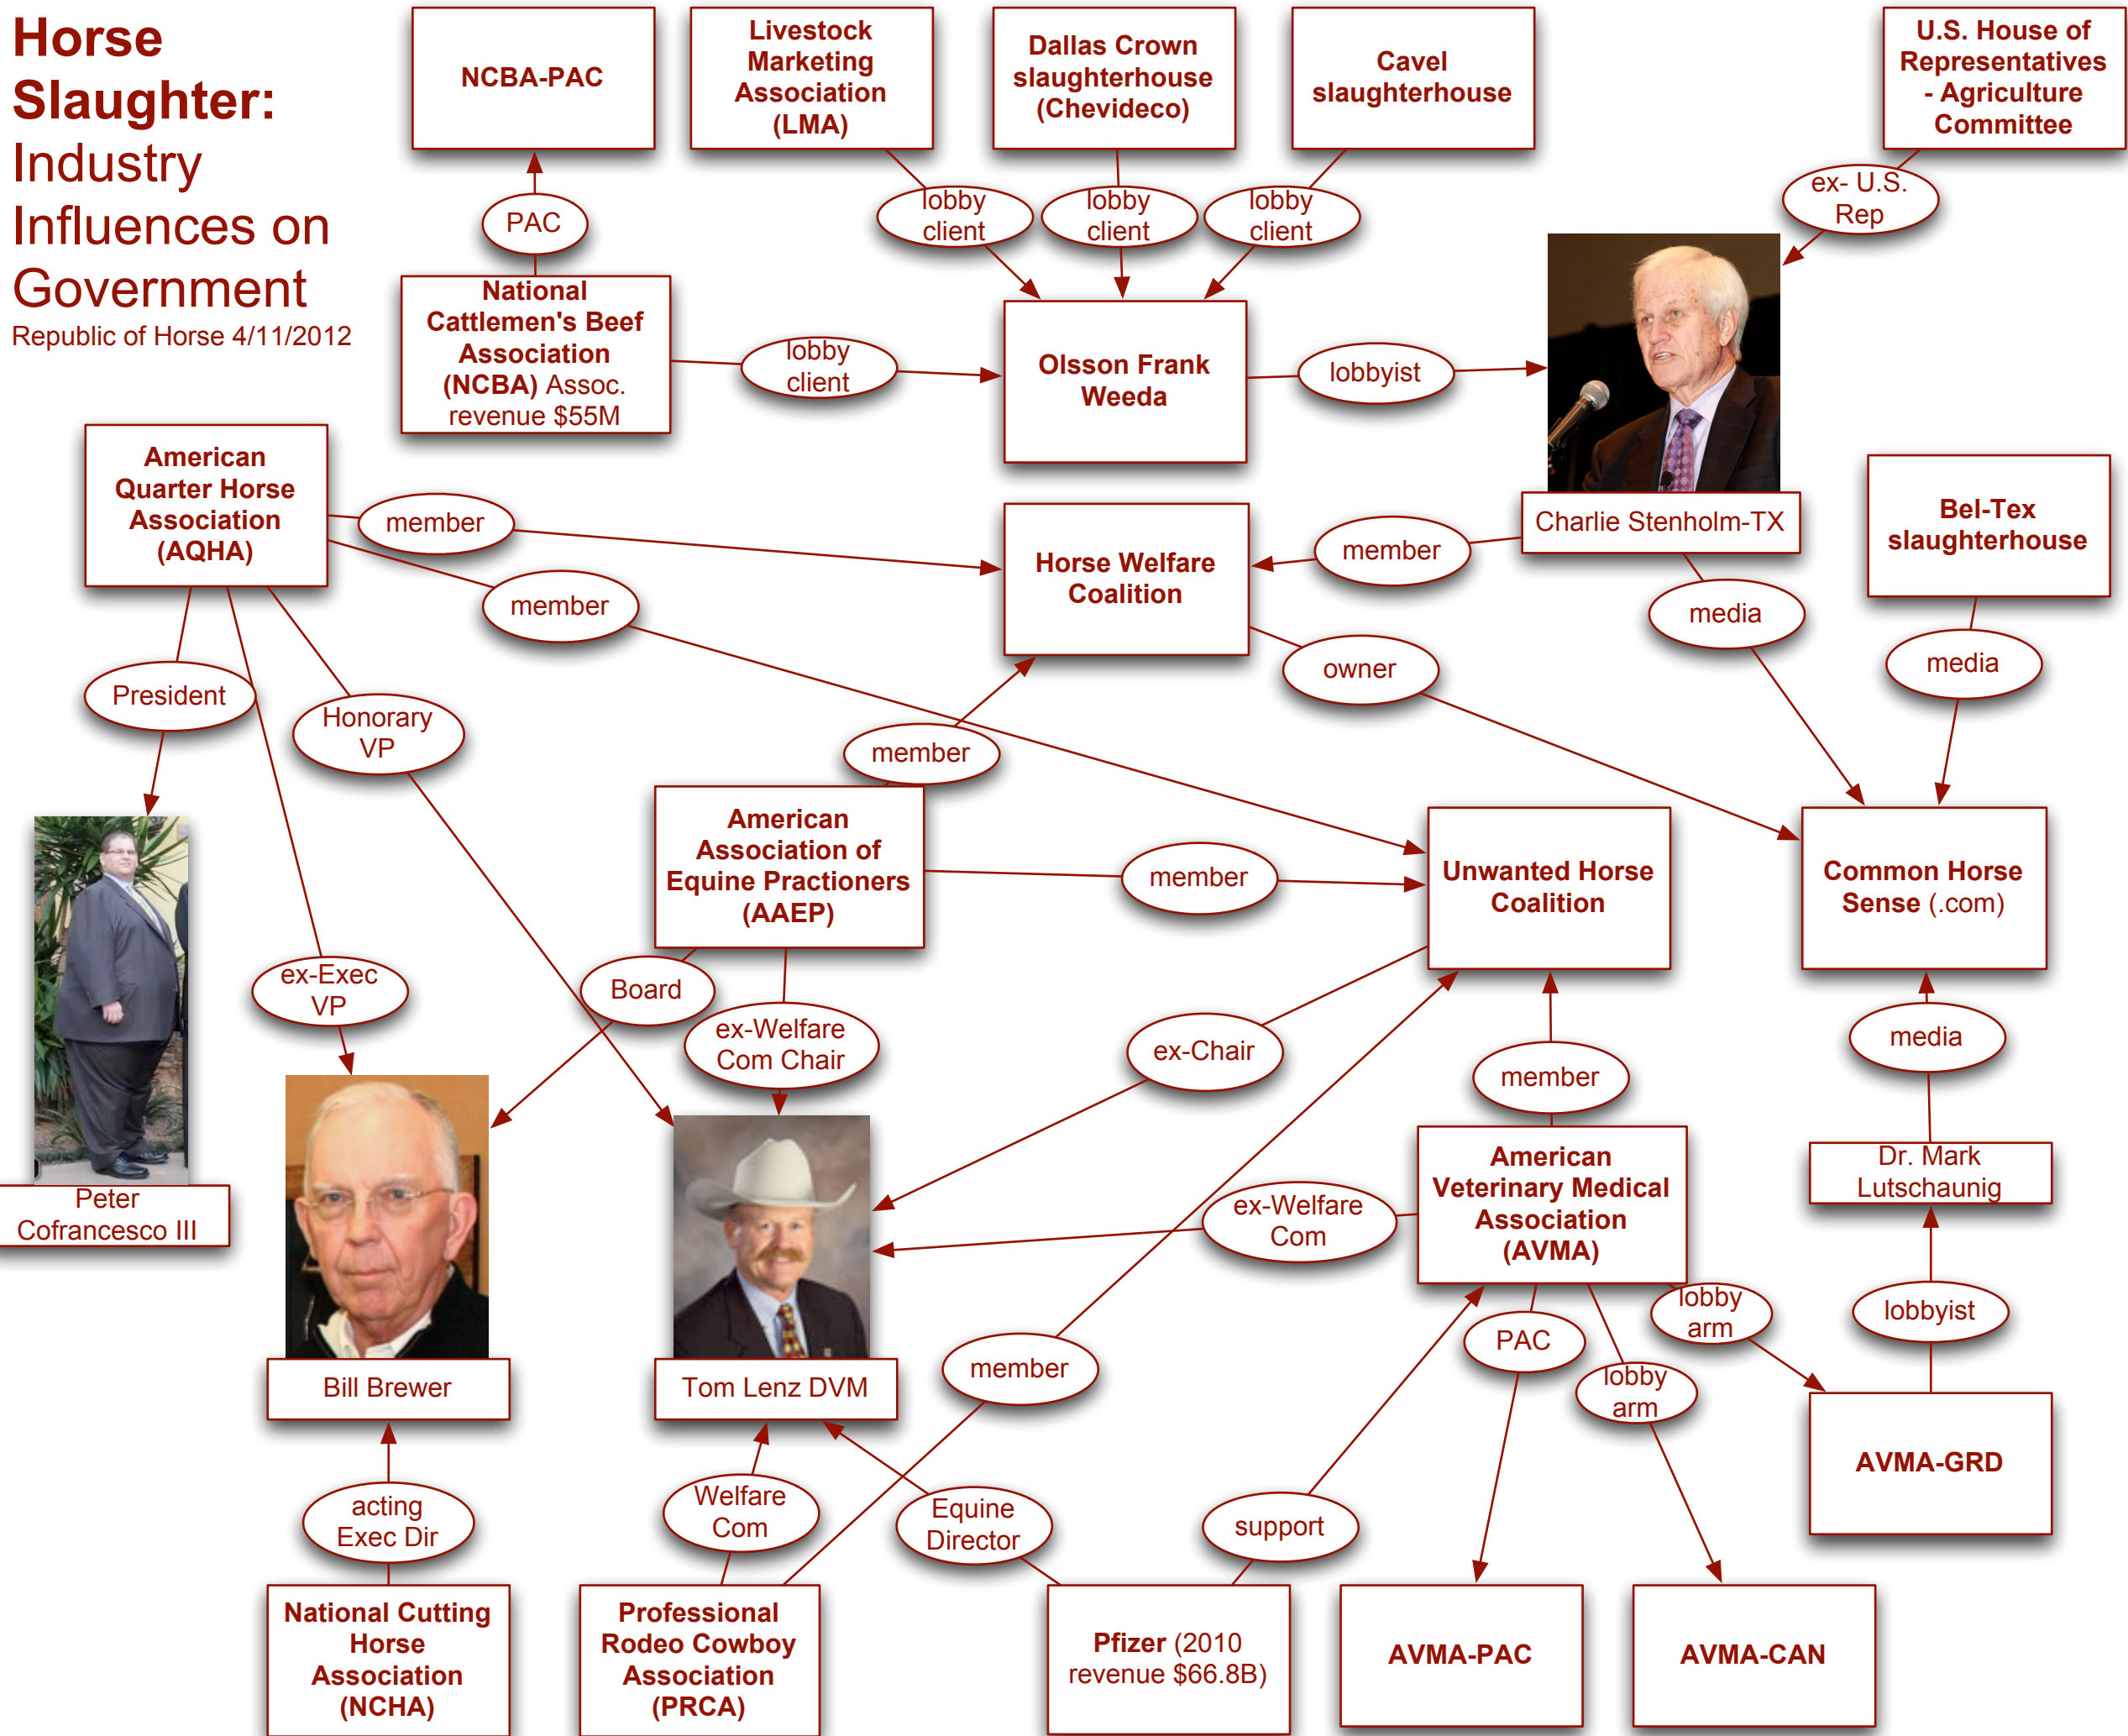 Horse
Slaughter:
Industry
Influences on
Government
Republic of Horse 4/11/2012
NCBA-PAC
Livestock
Marketing
Association
(LMA)
Dallas Crown
slaughterhouse
(Chevideco)
Cavel
slaughterhouse
U.S. House of
Representatives
- Agriculture
Committee
PAC
lobby
client
lobby
client
lobby
client
ex- U.S.
Rep
National
Cattlemen's Beef
Association
(NCBA) Assoc.
revenue $55M
lobby
client
Olsson Frank
Weeda
lobbyist
Charlie Stenholm-TX
American
Quarter Horse
Association
(AQHA)
member
member
Horse Welfare
Coalition
member
media
Bel-Tex
slaughterhouse
media
owner
President
Honorary
VP
member
American
Association of
Equine Practioners
(AAEP)
member
Unwanted Horse
Coalition
Common Horse
Sense (.com)
Peter
Cofrancesco III
ex-Exec
VP
Board
ex-Welfare
Com Chair
ex-Chair
member
media
American
Veterinary Medical
Association
(AVMA)
Dr. Mark
Lutschaunig
ex-Welfare
Com
lobbyist
lobby
arm
PAC
lobby
arm
Bill Brewer
Tom Lenz DVM
member
AVMA-GRD
acting
Exec Dir
Welfare
Com
Equine
Director
support
National Cutting
Horse
Association
(NCHA)
Professional
Rodeo Cowboy
Association
(PRCA)
Pfizer (2010
revenue $66.8B)
AVMA-PAC
AVMA-CAN